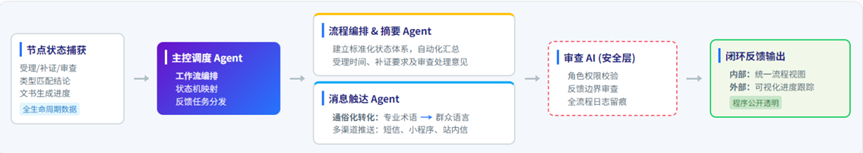 节点状态捕获
受理/补证/审查
类型匹配结论
文书生成进度
全生命周期数据
主控调度 Agent
工作流编排
状态机映射
反馈任务分发
流程编排 & 摘要 Agent
建立标准化状态体系，自动化汇总
受理时间、补证要求及审查处理意见
消息触达 Agent
通俗化转化：专业术语 → 群众语言
多渠道推送：短信、小程序、站内信
审查 AI (安全层)
角色权限校验
反馈边界审查
全流程日志留痕
闭环反馈输出
内部：统一流程视图
外部：可视化进度跟踪
程序公开透明